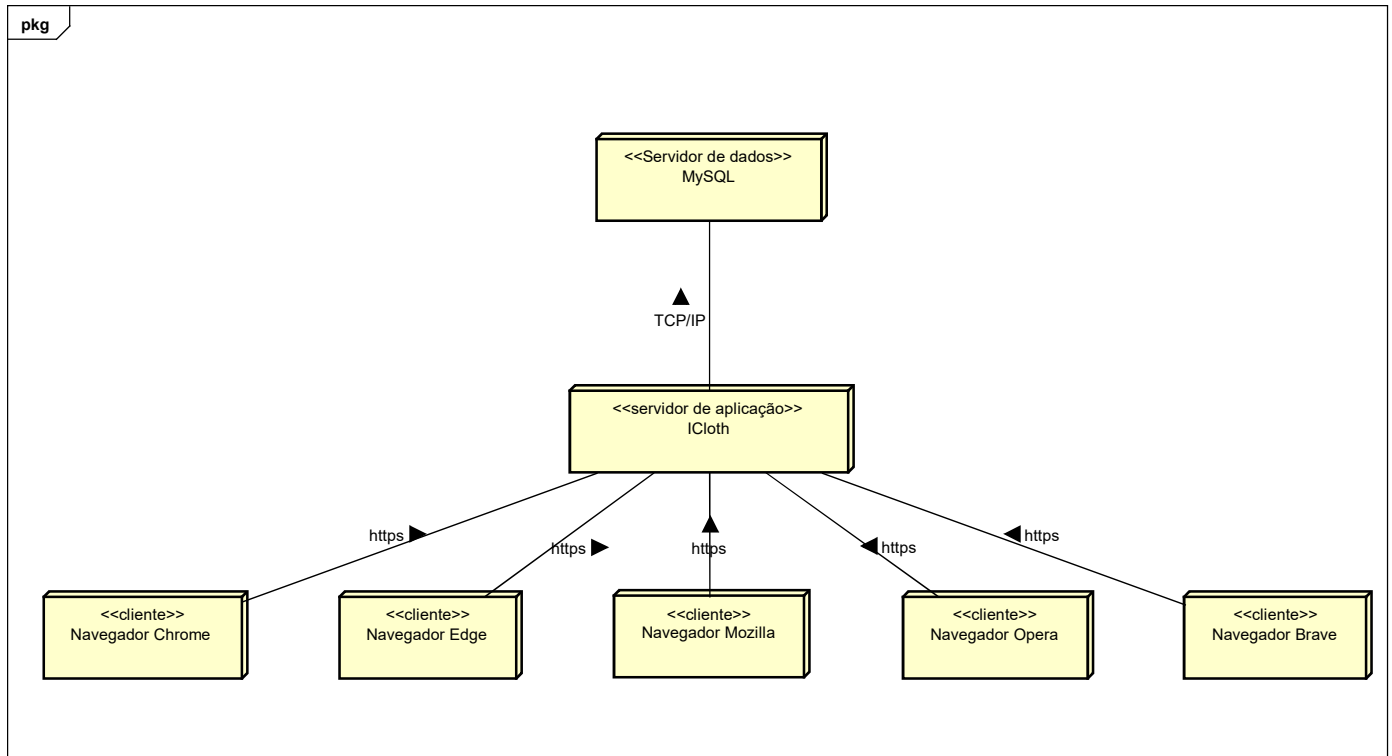 pkg
<<Servidor de dados>>
MySQL
TCP/IP
<<servidor de aplicação>>
ICloth
https
https
https
https
https
<<cliente>>
Navegador Chrome
<<cliente>>
Navegador Edge
<<cliente>>
Navegador Mozilla
<<cliente>>
Navegador Opera
<<cliente>>
Navegador Brave